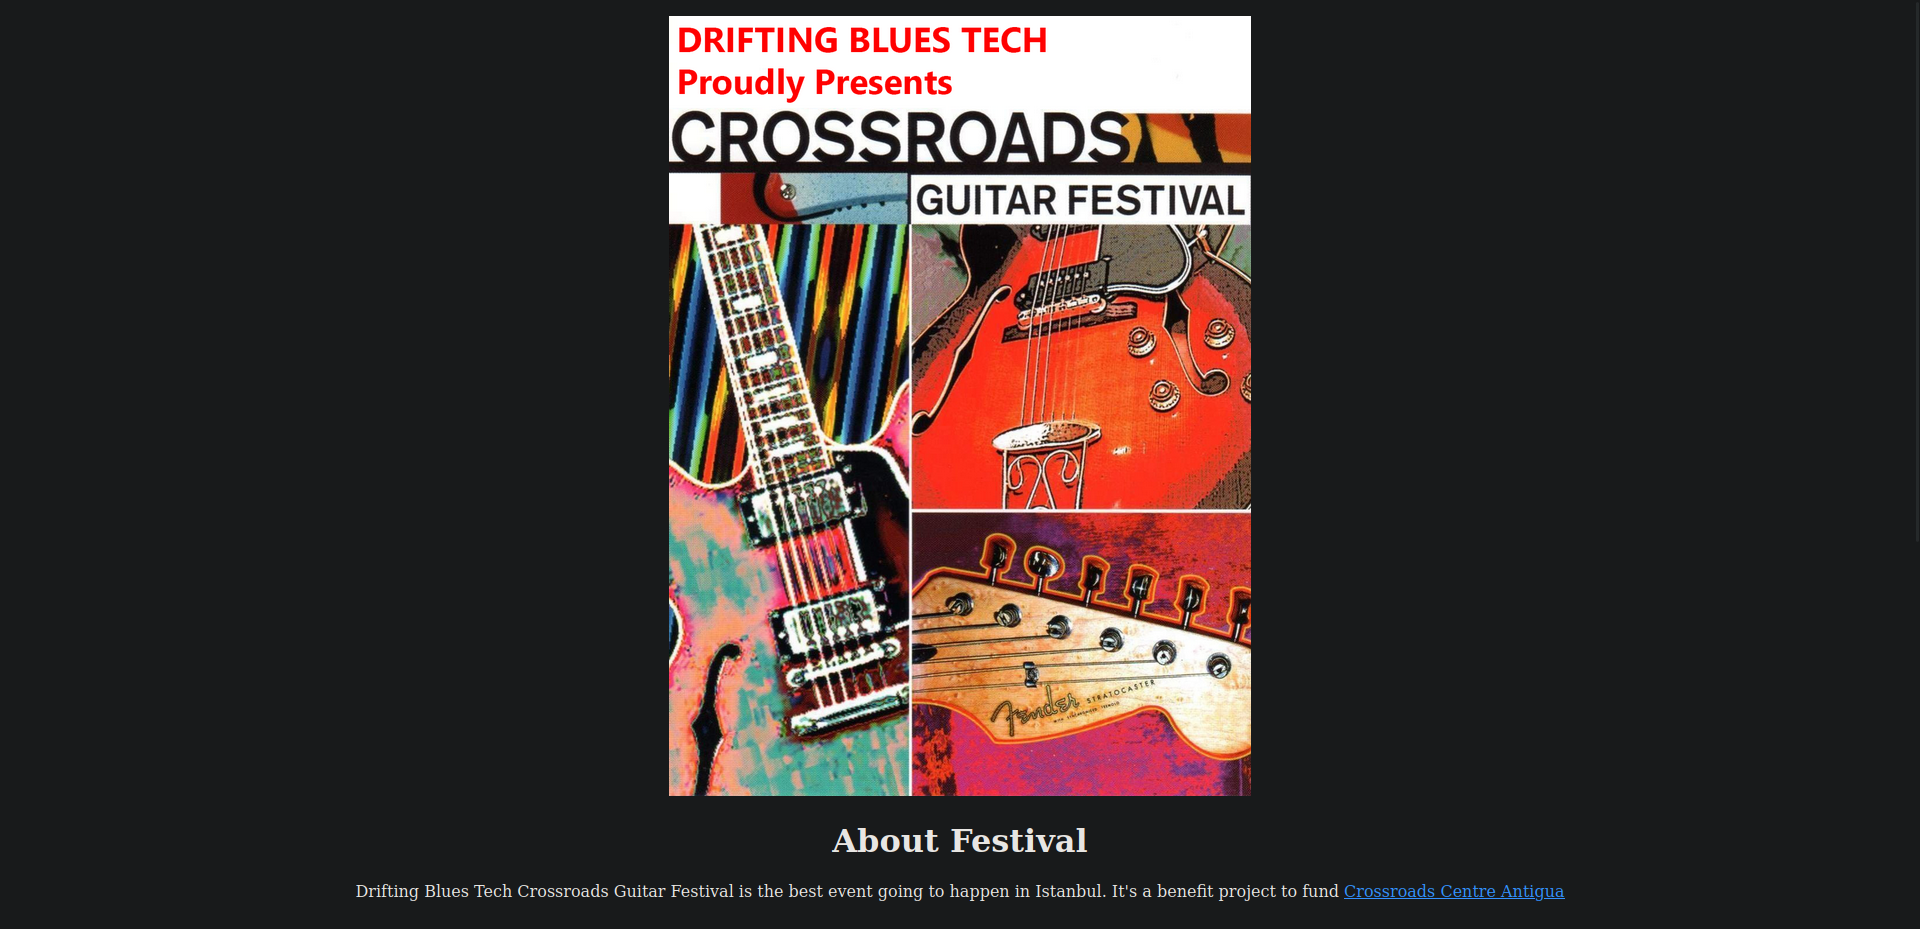 DRIFTING BLUES TECH
Proudly Presents
CROSSROADS
GUITAR FESTIVAL
Fender STRATOCASTER
About Festival
Drifting Blues Tech Crossroads Guitar Festival is the best event going to happen in Istanbul. It's a benefit project to fund Crossroads Centre Antigua